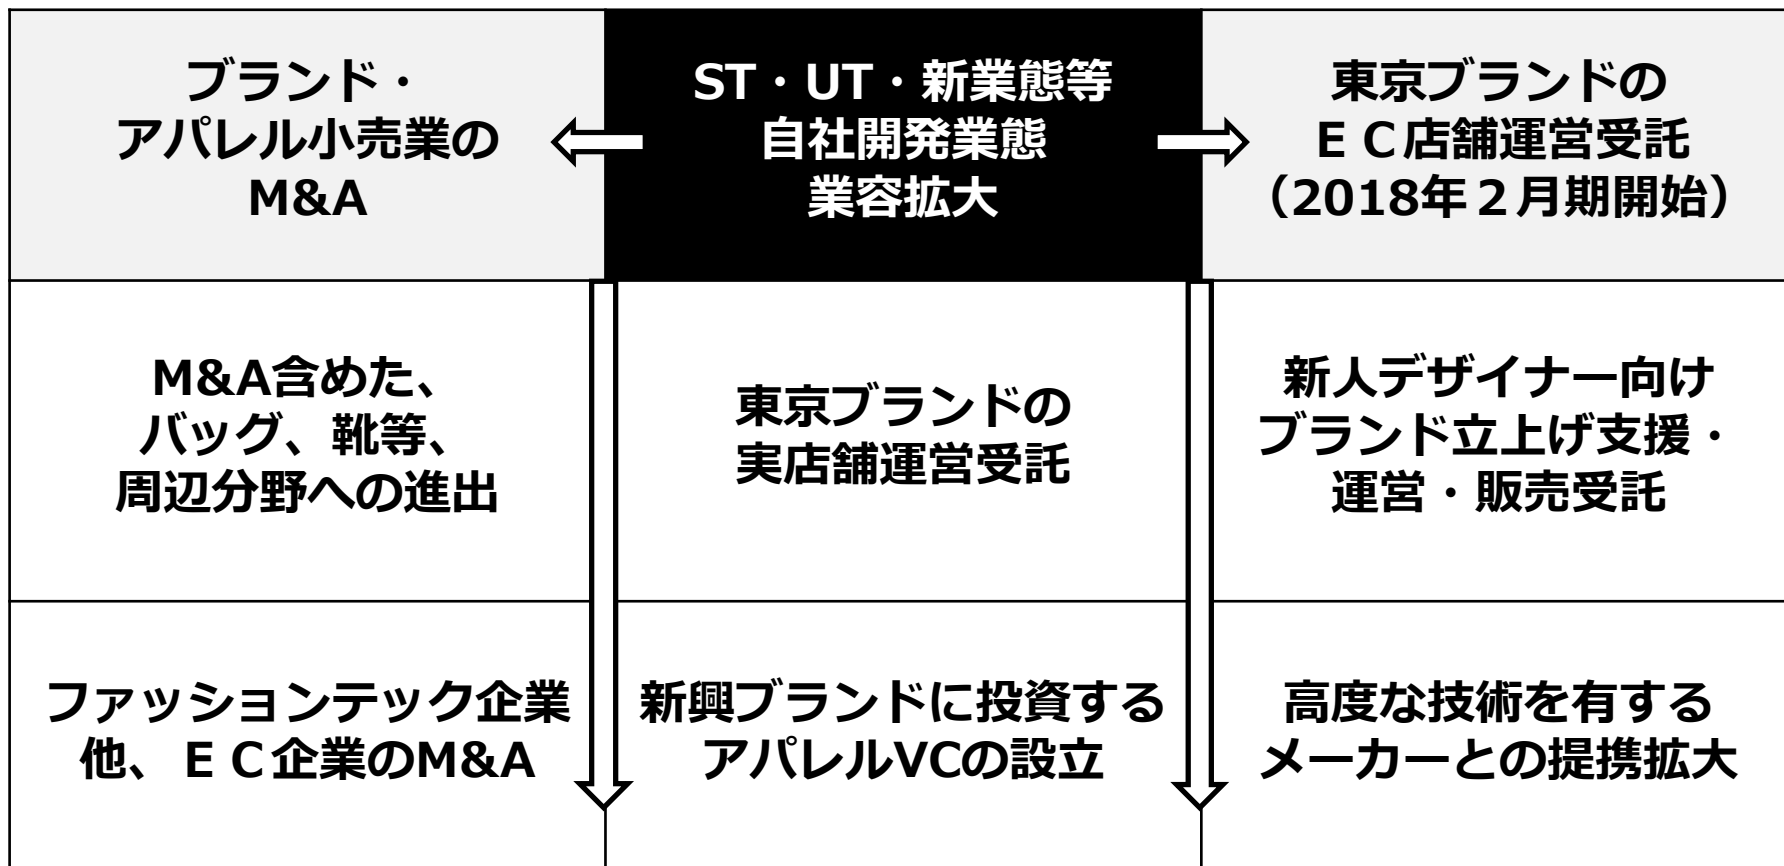 ブランド・
アパレル小売業の
M&A
ST・UT・新業態等
自社開発業態
業容拡大
東京ブランドの
ＥＣ店舗運営受託
（2018年２月期開始）
M&A含めた、
バッグ、靴等、
周辺分野への進出
東京ブランドの
実店舗運営受託
新人デザイナー向け
ブランド立上げ支援・
運営・販売受託
ファッションテック企業
他、ＥＣ企業のM&A
新興ブランドに投資する
アパレルVCの設立
高度な技術を有する
メーカーとの提携拡大